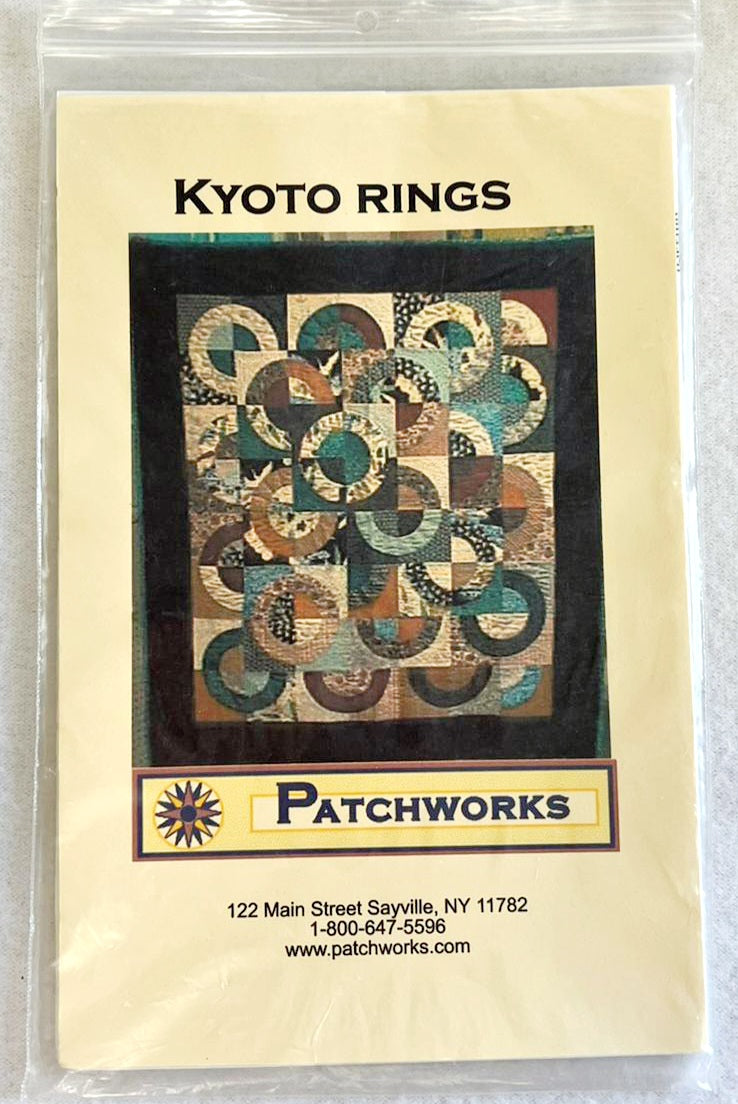 KYOTO RINGS
PATCHWORKS
122 Main Street Sayville, NY 11782
1-800-647-5596
www.patchworks.com